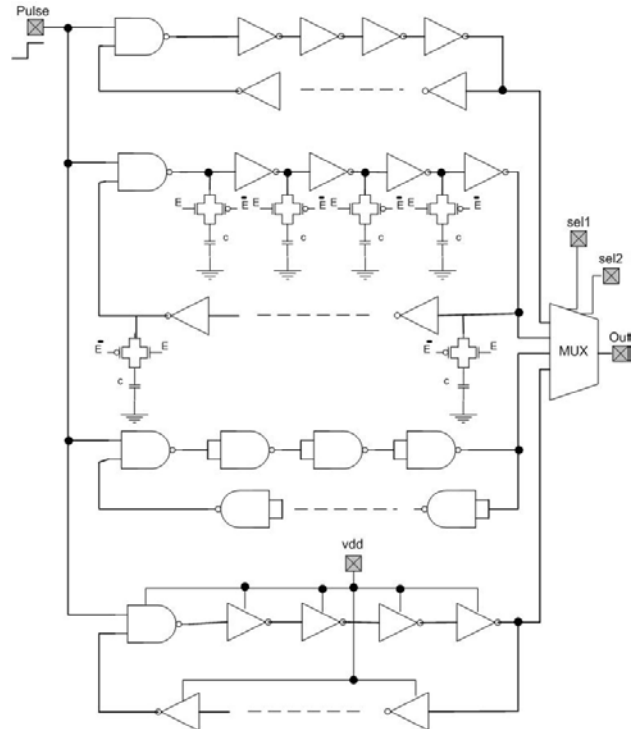 Pulse
E E̅ E E̅ E E̅ E E̅
c c c c
sel1
sel2
MUX
Out
E̅ E E̅ E
c c
vdd